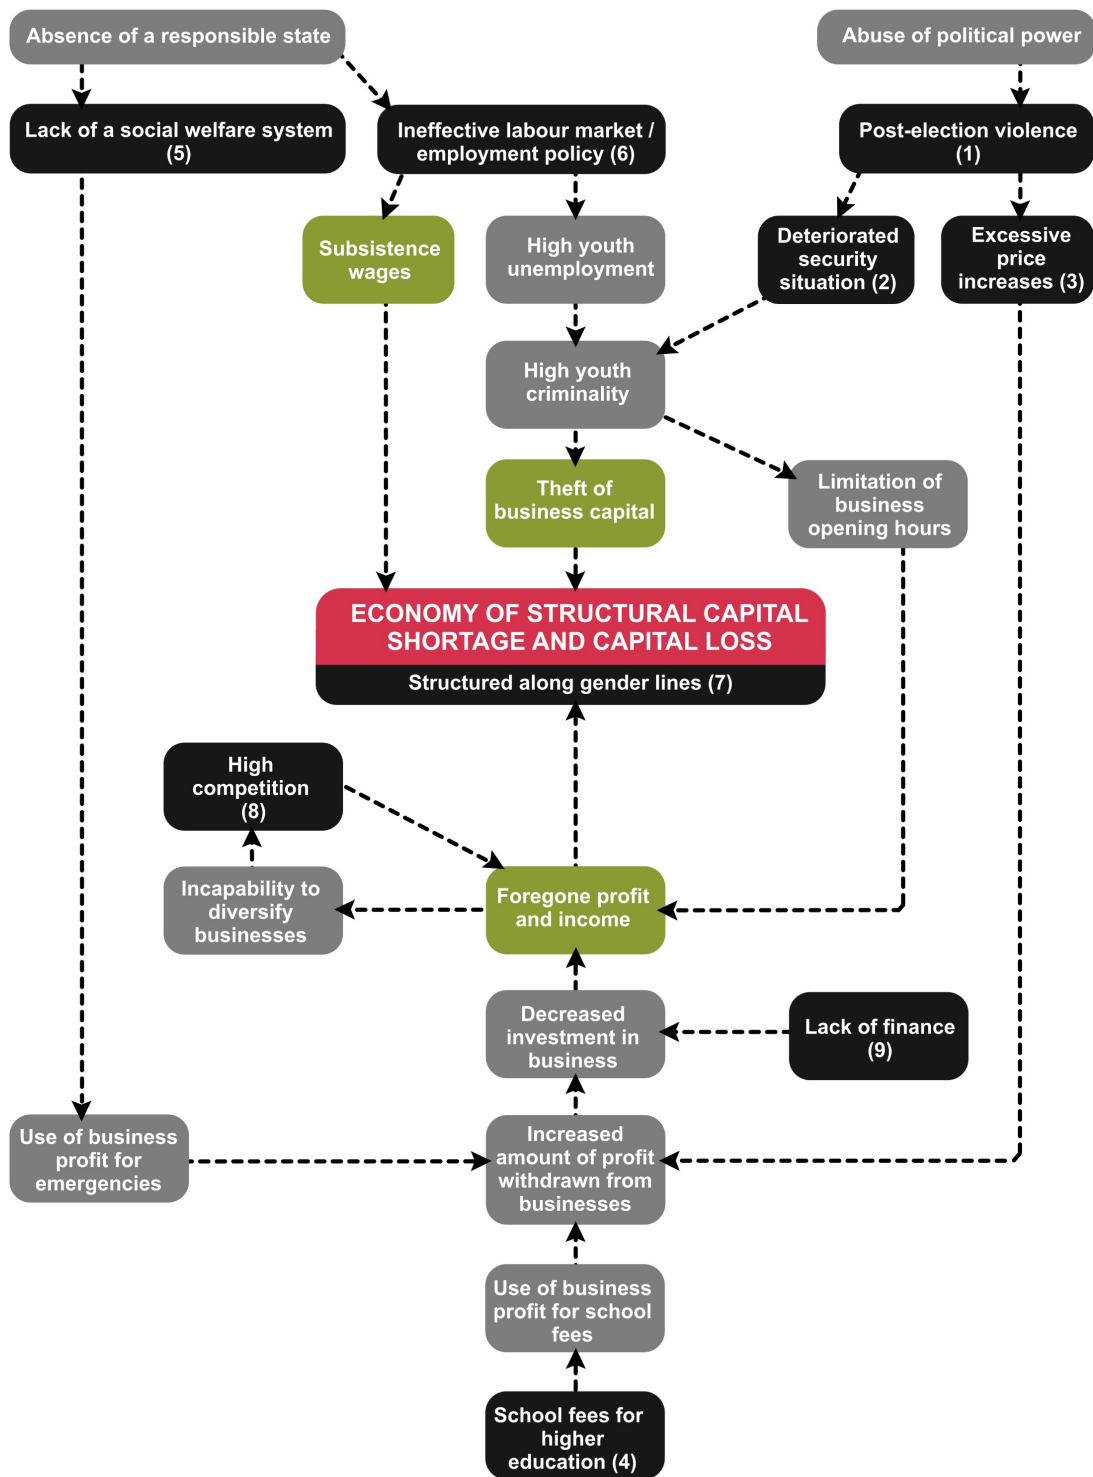 Absence of a responsible state
Abuse of political power
Lack of a social welfare system
(5)
Ineffective labour market /
employment policy (6)
Post-election violence
(1)
Subsistence
wages
High youth
unemployment
Deteriorated
security
situation (2)
Excessive
price
increases (3)
High youth
criminality
Theft of
business capital
Limitation of
business
opening hours
ECONOMY OF STRUCTURAL CAPITAL
SHORTAGE AND CAPITAL LOSS
Structured along gender lines (7)
High
competition
(8)
Incapability to
diversify
businesses
Foregone profit
and income
Decreased
investment in
business
Lack of finance
(9)
Use of business
profit for
emergencies
Increased
amount of profit
withdrawn from
businesses
Use of business
profit for school
fees
School fees for
higher
education (4)